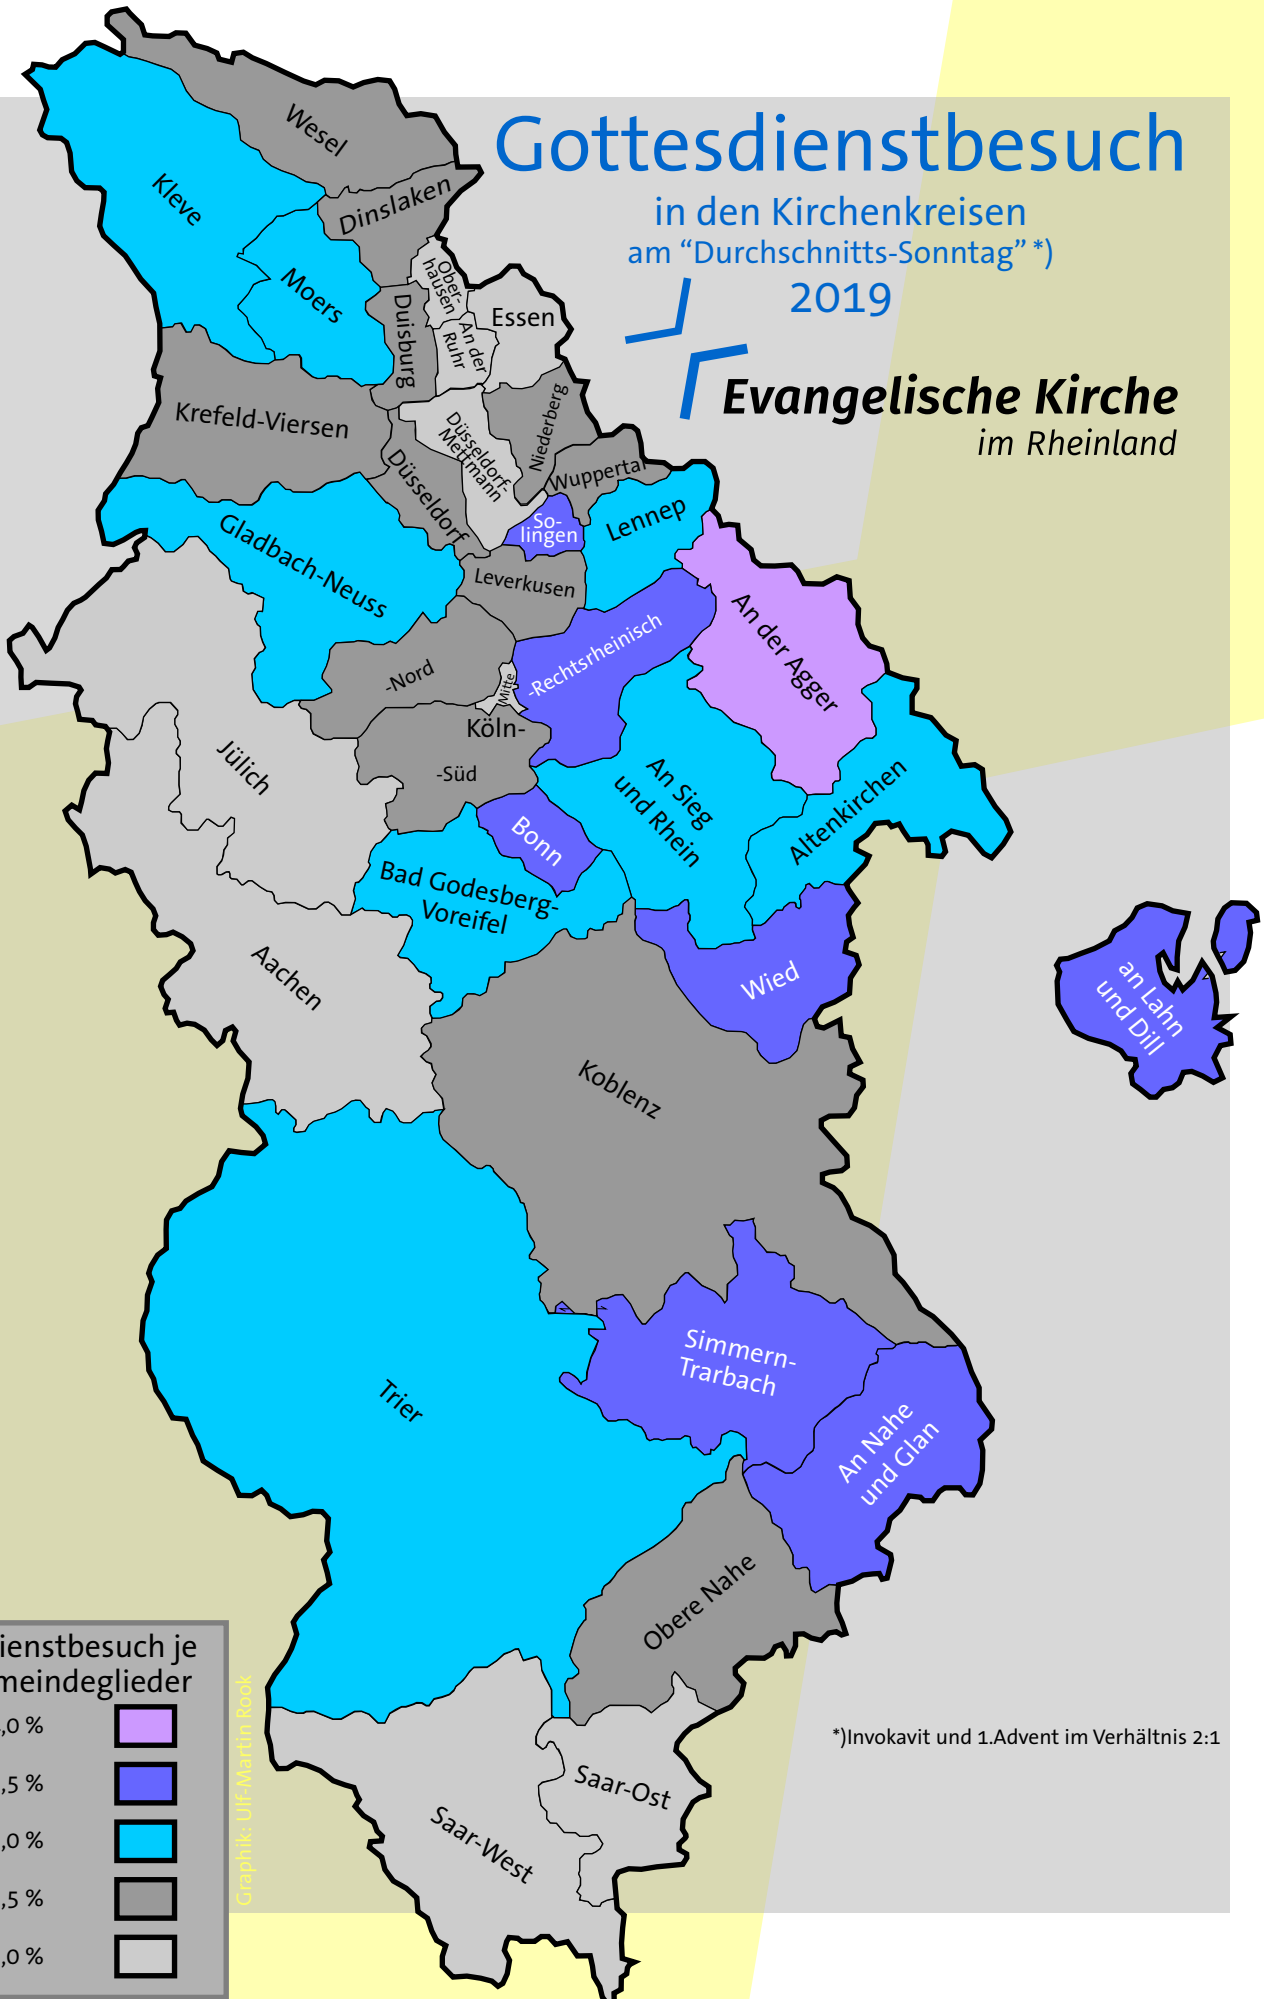 Gottesdienstbesuch
in den Kirchenkreisen
am “Durchschnitts-Sonntag” *)
2019
Evangelische Kirche
im Rheinland
Wesel
Kleve
Dinslaken
Moers
Ober-
hausen
Duisburg
An der
Ruhr
Essen
Krefeld-Viersen
Düsseldorf
Düsseldorf-
Mettmann
Niederberg
Wuppertal
So-
lingen
Lennep
Gladbach-Neuss
Leverkusen
-Rechtsrheinisch
An der Agger
-Nord
Mitte
Köln-
-Süd
Jülich
An Sieg
und Rhein
Altenkirchen
Bonn
Bad Godesberg-
Voreifel
Aachen
Wied
an Lahn
und Dill
Koblenz
Simmern-
Trarbach
Trier
An Nahe
und Glan
Obere Nahe
Saar-Ost
Saar-West
ienstbesuch je
meindeglieder
,0 %
,5 %
,0 %
,5 %
,0 %
Graphik: Ulf-Martin Rook
*)Invokavit und 1.Advent im Verhältnis 2:1